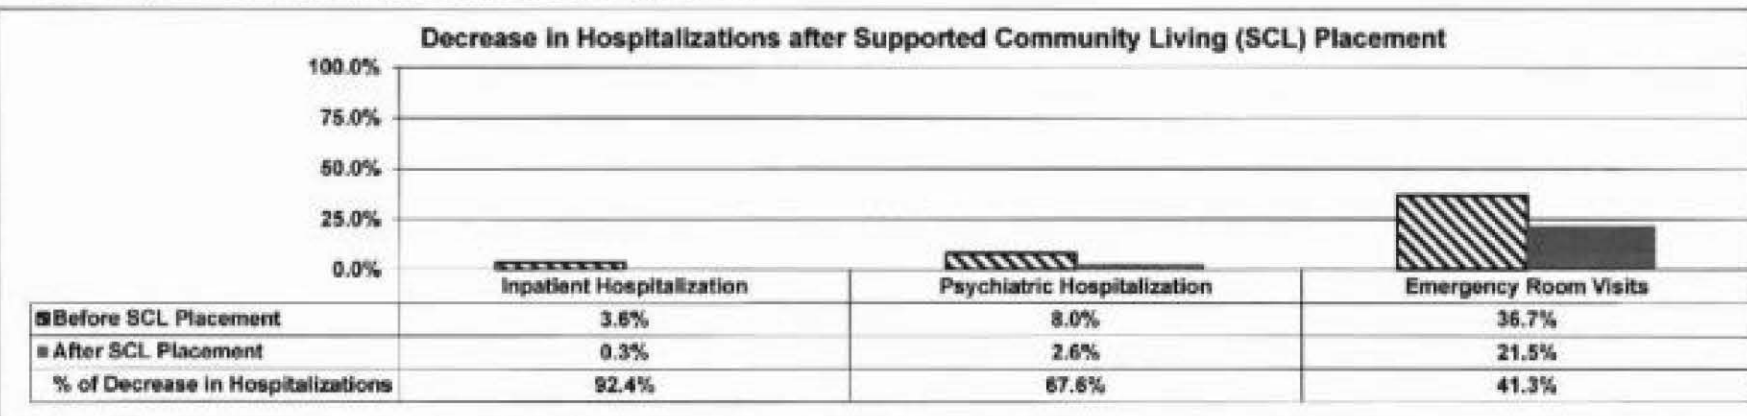 Decrease in Hospitalizations after Supported Community Living (SCL) Placement
100.0%
75.0%
50.0%
25.0%
0.0%
Inpatient Hospitalization Psychiatric Hospitalization Emergency Room Visits
Before SCL Placement 3.6% 8.0% 36.7%
After SCL Placement 0.3% 2.6% 21.5%
% of Decrease in Hospitalizations 92.4% 67.6% 41.3%